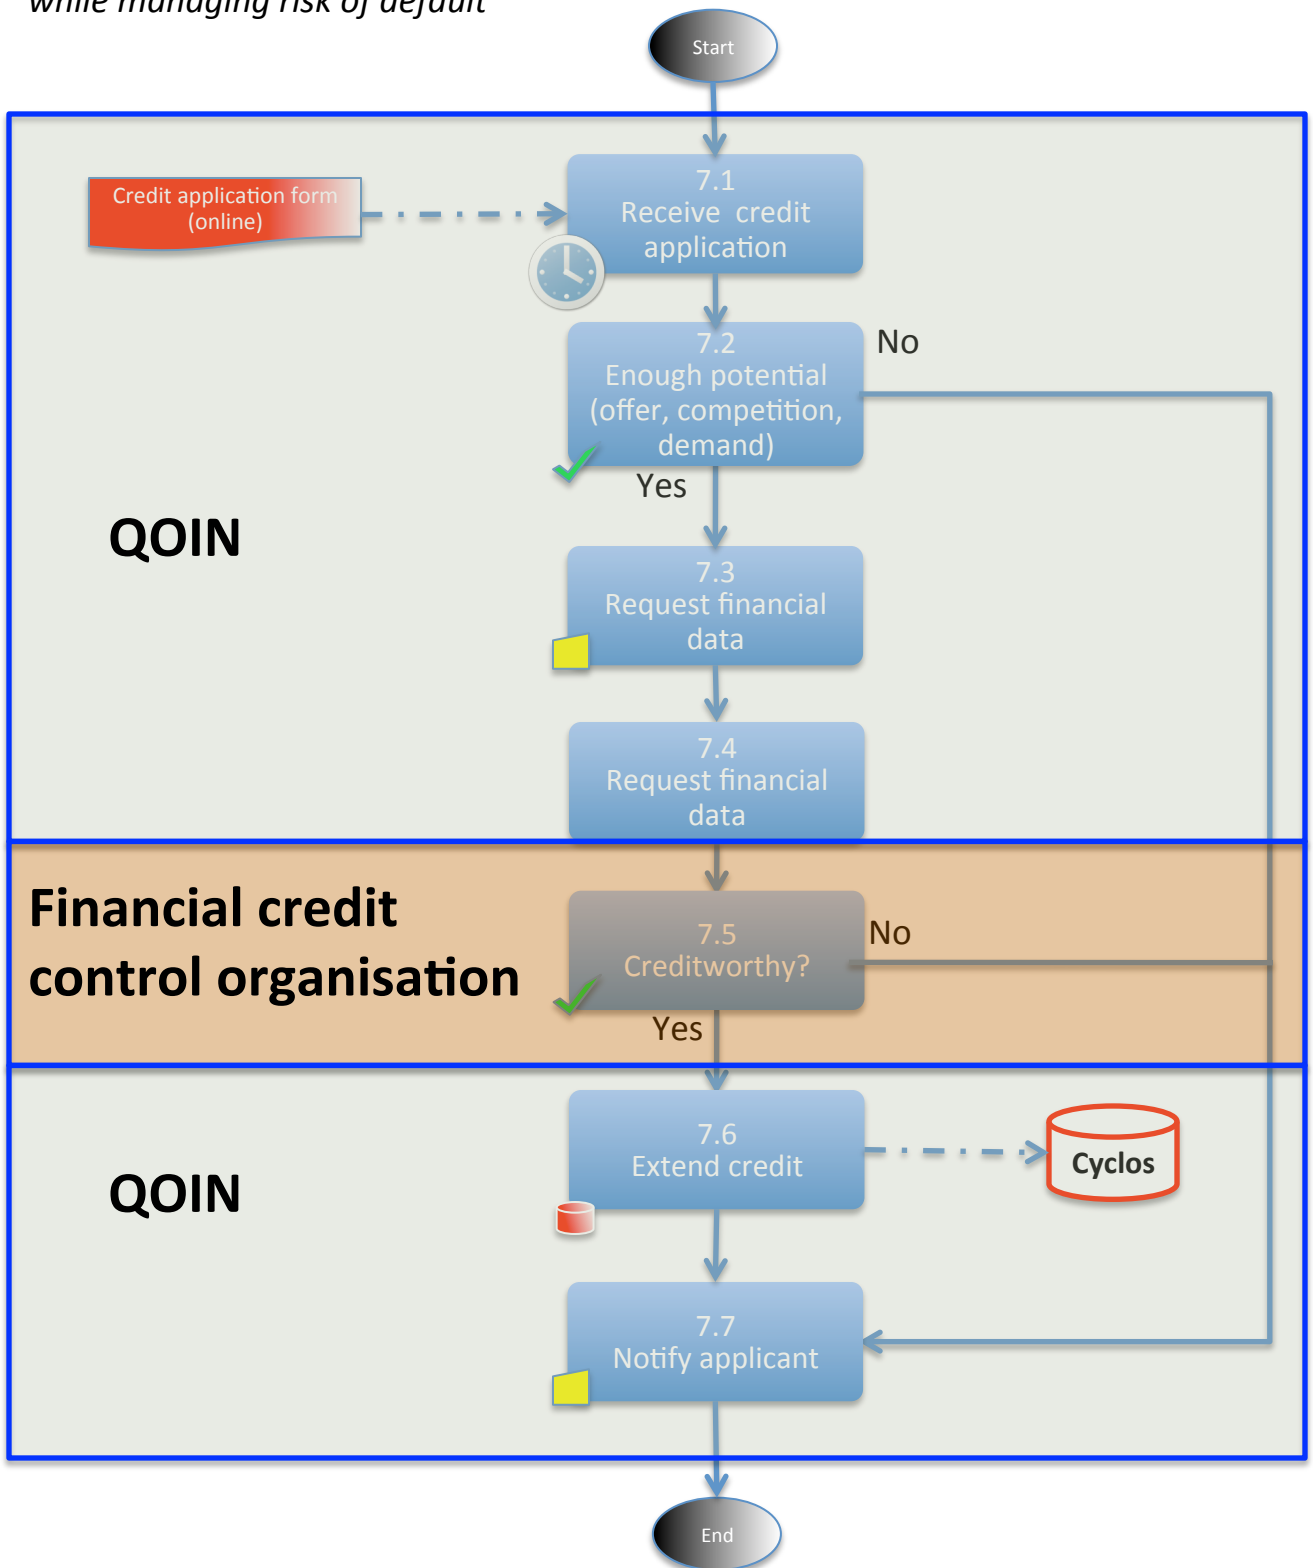 while managing risk of default
Start
Credit application form
(online)
7.1
Receive credit
application
7.2
Enough potential
(offer, competition,
demand)
No
Yes
QOIN
7.3
Request financial
data
7.4
Request financial
data
Financial credit
control organisation
7.5
Creditworthy?
No
Yes
QOIN
7.6
Extend credit
Cyclos
7.7
Notify applicant
End